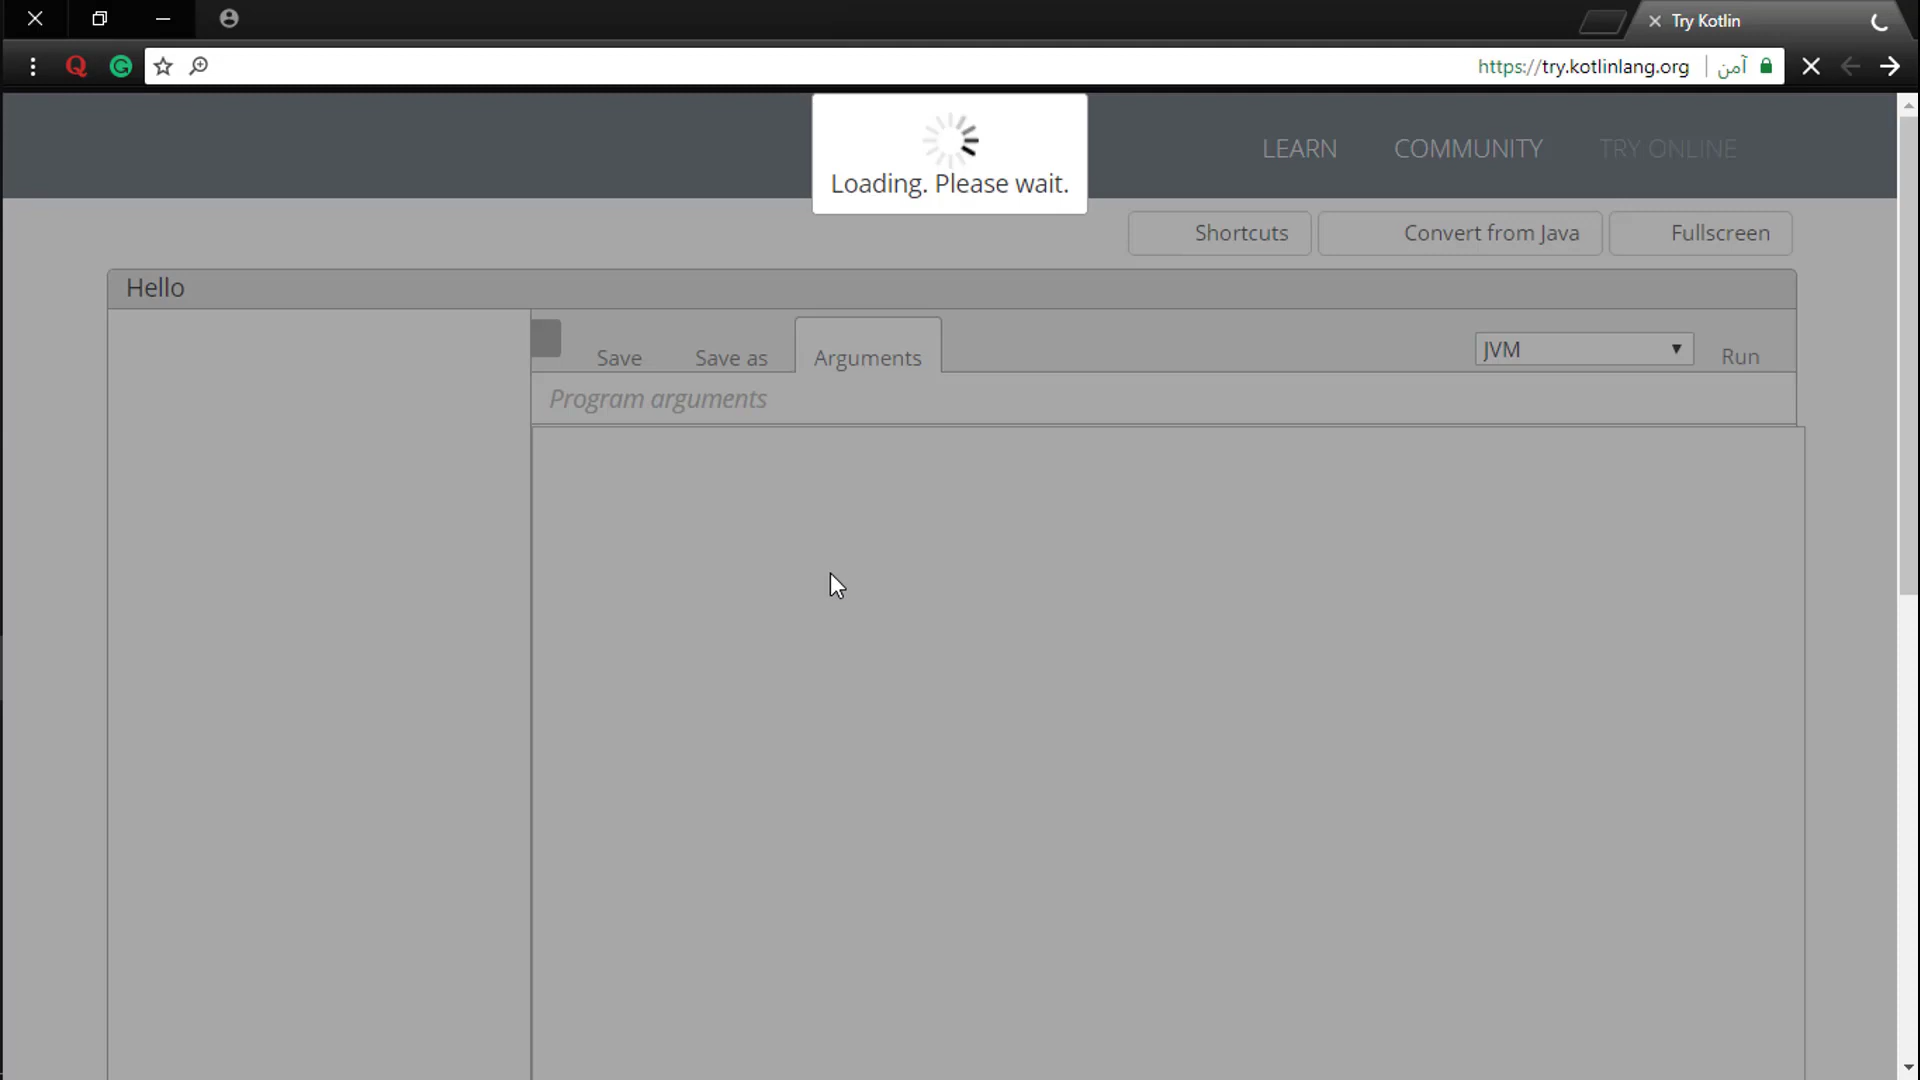 Try Kotlin
https://try.kotlinlang.org
آمن
Loading. Please wait.
LEARN
COMMUNITY
TRY ONLINE
Shortcuts
Convert from Java
Fullscreen
Hello
Save
Save as
Arguments
JVM
Run
Program arguments